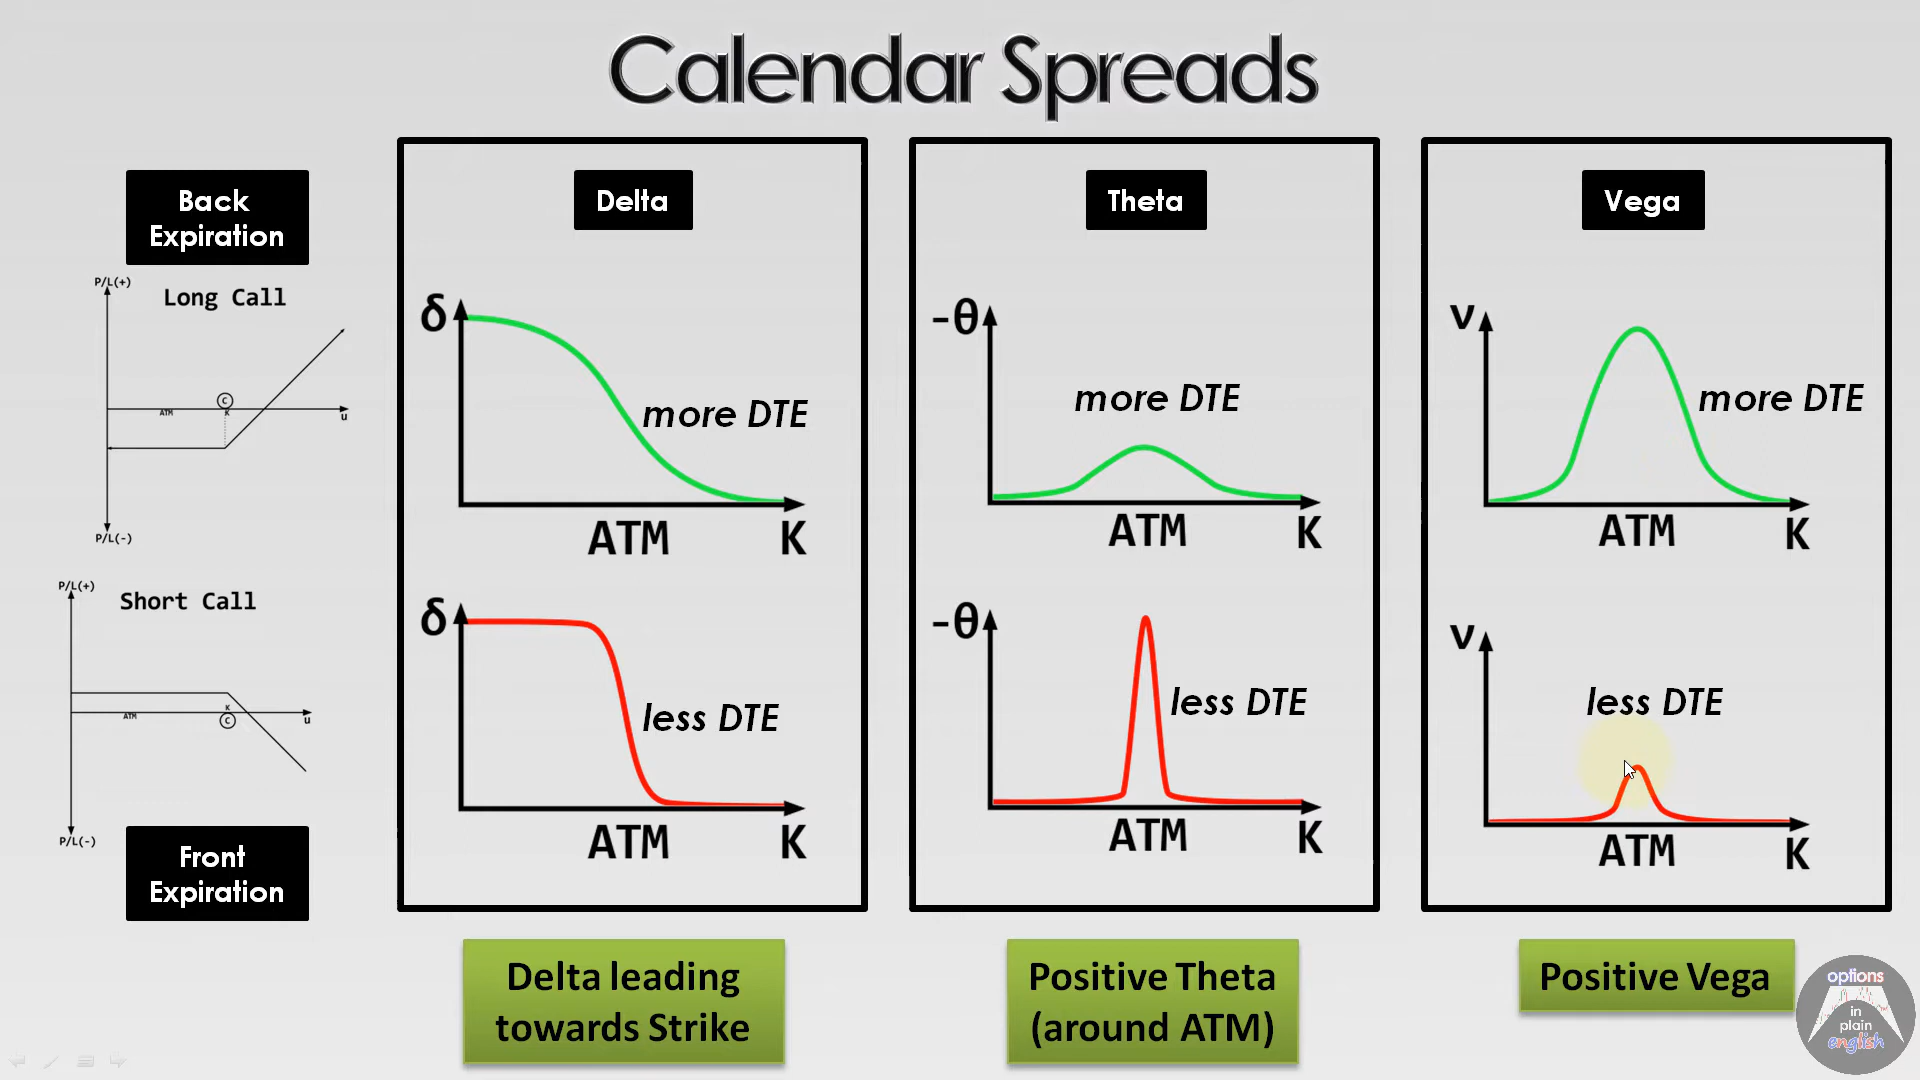 Calendar Spreads
Back
Expiration
P/L(+)
Long Call
C
ATM
K
u
P/L(-)
P/L(+)
Short Call
K
ATM
C
u
P/L(-)
Front
Expiration
Delta
δ
more DTE
ATM
K
δ
less DTE
ATM
K
Delta leading
towards Strike
Theta
-θ
more DTE
ATM
K
-θ
less DTE
ATM
K
Positive Theta
(around ATM)
Vega
ν
more DTE
ATM
K
ν
less DTE
ATM
K
Positive Vega
options
in
plain
english